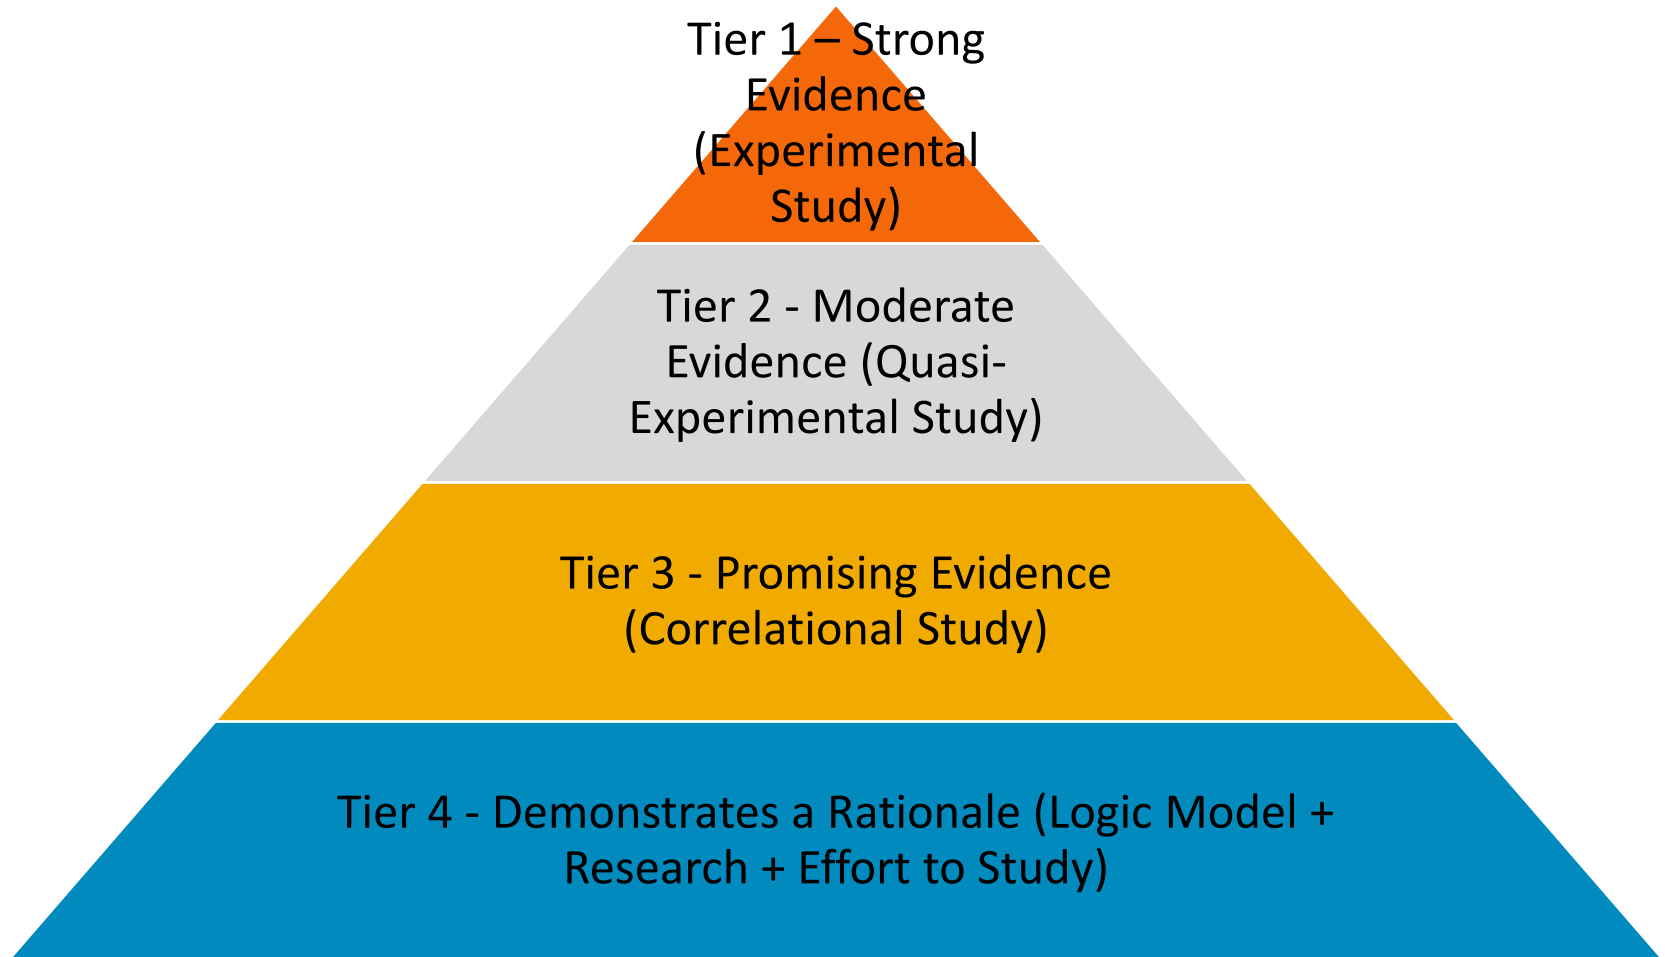 Tier 1 – Strong
Evidence
(Experimental
Study)
Tier 2 - Moderate
Evidence (Quasi-
Experimental Study)
Tier 3 - Promising Evidence
(Correlational Study)
Tier 4 - Demonstrates a Rationale (Logic Model +
Research + Effort to Study)